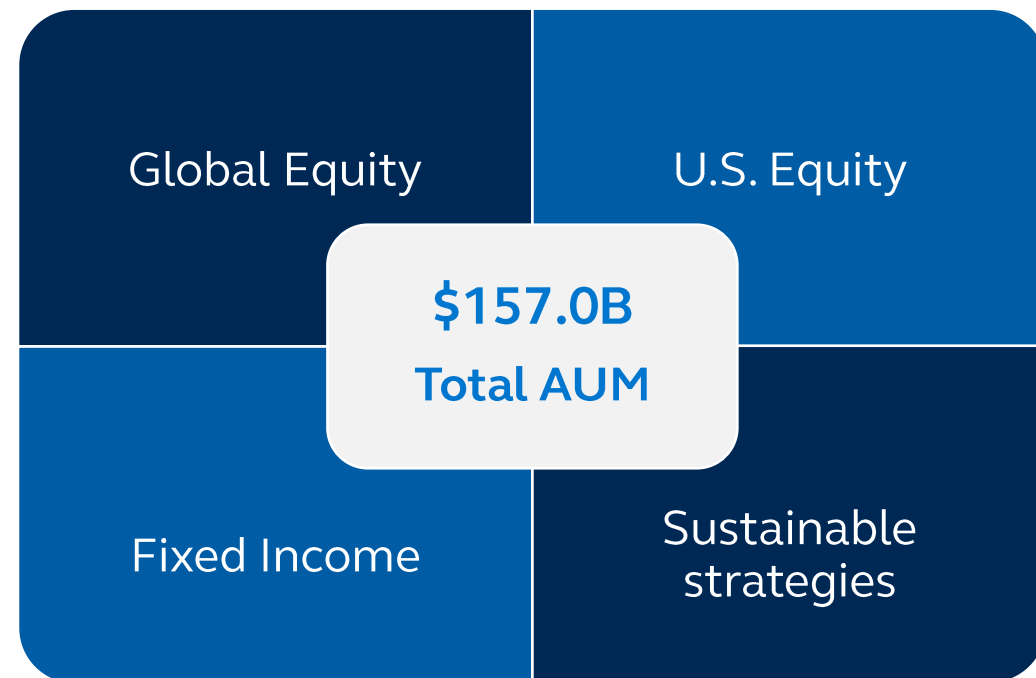 Global Equity
U.S. Equity
$157.0B
Total AUM
Fixed Income
Sustainable
strategies